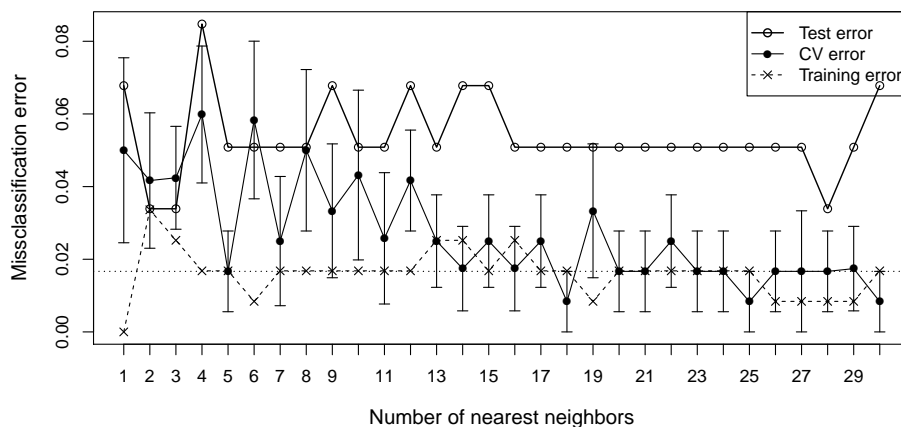 Test error
CV error
Training error
0.08
0.06
0.04
0.02
0.00
Missclassification error
1 2 3 4 5 6 7 8 9 11 13 15 17 19 21 23 25 27 29
Number of nearest neighbors